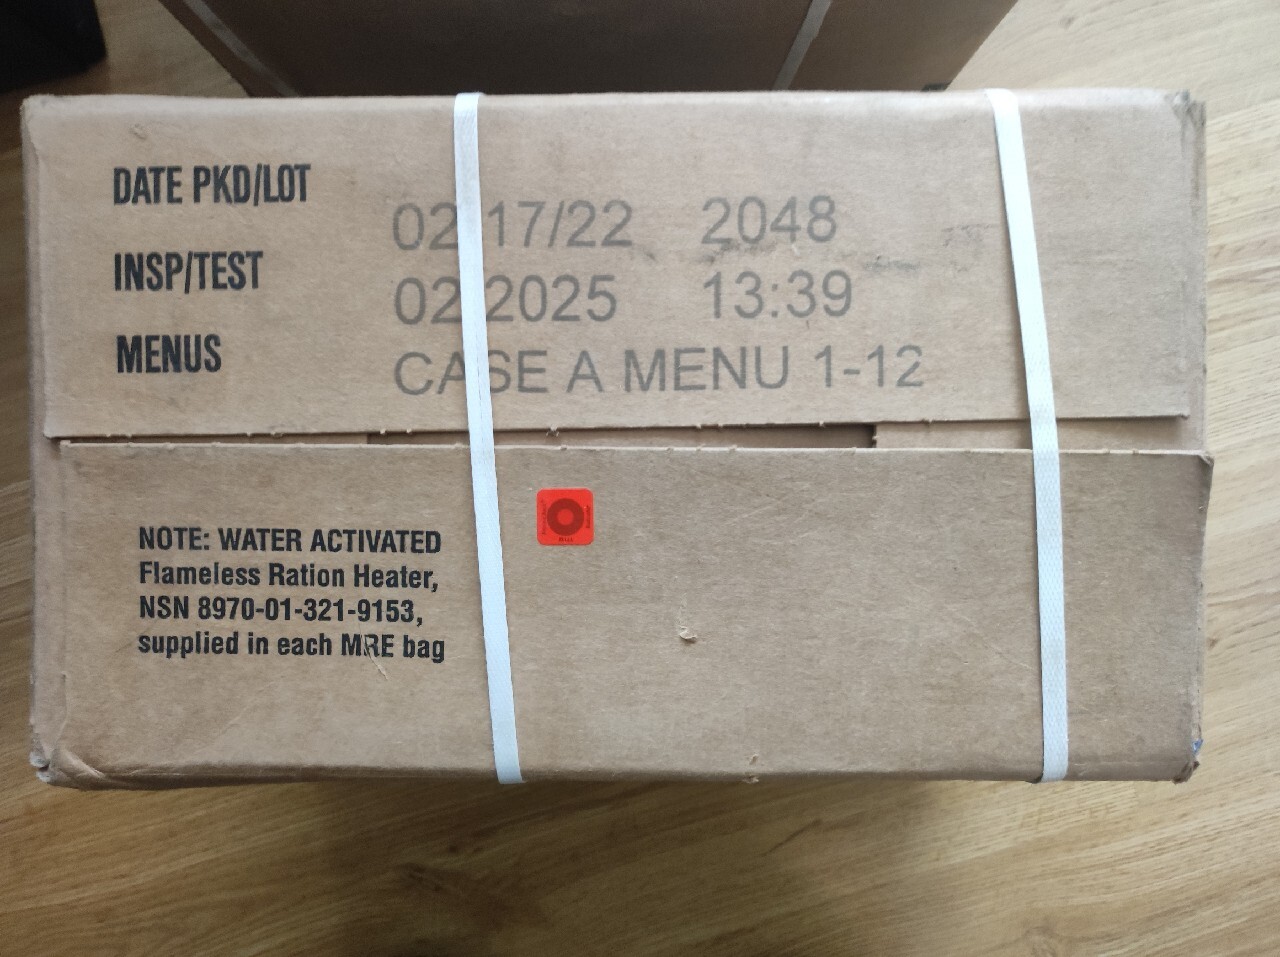 DATE PKD/LOT
02/17/22 2048
INSP/TEST
02/2025 13:39
MENUS
CASE A MENU 1-12
NOTE: WATER ACTIVATED
Flameless Ration Heater,
NSN 8970-01-321-9153,
supplied in each MRE bag